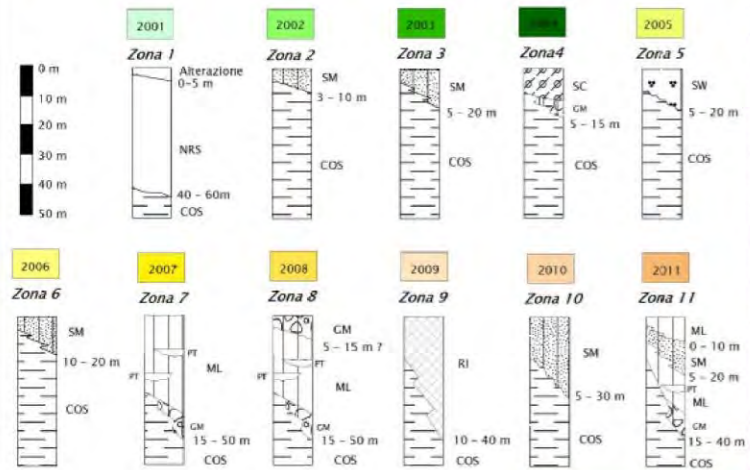 2001
2002
2003
2005
Zona 1
Zona 2
Zona 3
Zona4
Zona 5
0 m
10 m
20 m
30 m
40 m
50 m
Alterazione
0-5 m
NRS
40 - 60m
COS
SM
3 - 10 m
COS
SM
5 - 20 m
COS
SC
GM
5 - 15 m
COS
SW
5 - 20 m
COS
2006
2007
2008
2009
2010
2011
Zona 6
Zona 7
Zona 8
Zona 9
Zona 10
Zona 11
SM
10 - 20 m
COS
PT
PT
ML
GM
15 - 50 m
COS
GM
5 - 15 m ?
PT
PT
ML
GM
15 - 50 m
COS
RI
10 - 40 m
COS
SM
5 - 30 m
COS
ML
0 - 10 m
SM
5 - 20 m
PT
ML
GM
15 - 40 m
COS